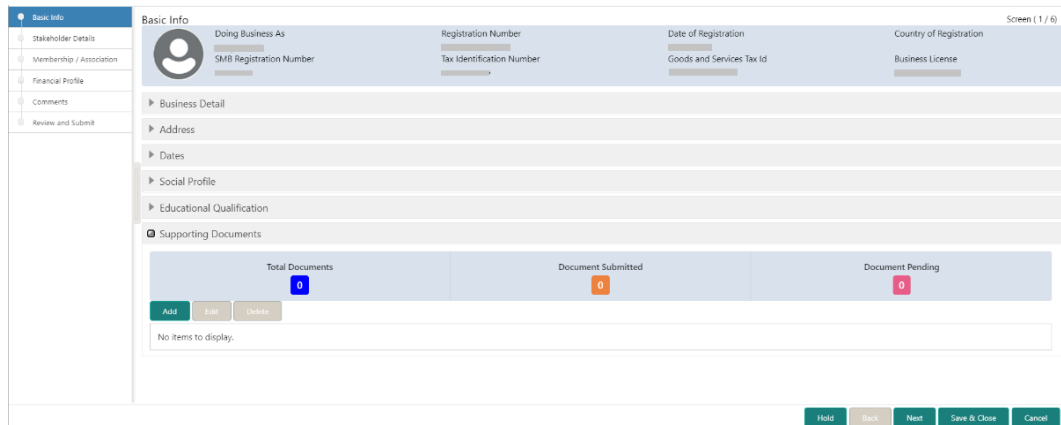 Basic Info
Stakeholder Details
Membership / Association
Financial Profile
Comments
Review and Submit
Basic Info
Screen ( 1 / 6)
Doing Business As
Registration Number
Date of Registration
Country of Registration
SMB Registration Number
Tax Identification Number
Goods and Services Tax Id
Business License
Business Detail
Address
Dates
Social Profile
Educational Qualification
Supporting Documents
Total Documents
Document Submitted
Document Pending
0
0
0
Add
Edit
Delete
No items to display.
Hold
Back
Next
Save & Close
Cancel